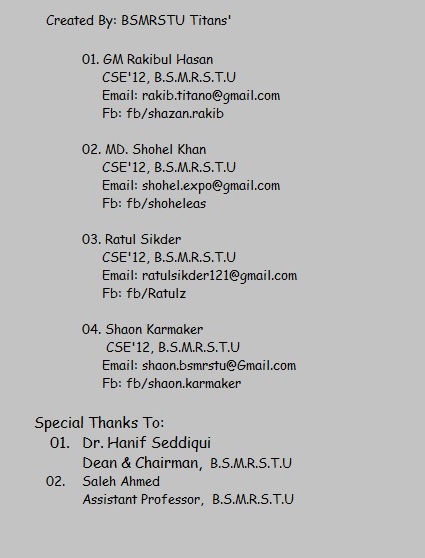 Created By: BSMRSTU Titans'
01. GM Rakibul Hasan
CSE'12, B.S.M.R.S.T.U
Email: rakib.titano@gmail.com
Fb: fb/shazan.rakib
02. MD. Shohel Khan
CSE'12, B.S.M.R.S.T.U
Email: shohel.expo@gmail.com
Fb: fb/shoheleas
03. Ratul Sikder
CSE'12, B.S.M.R.S.T.U
Email: ratulsikder121@gmail.com
Fb: fb/Ratulz
04. Shaon Karmaker
CSE'12, B.S.M.R.S.T.U
Email: shaon.bsmrstu@Gmail.com
Fb: fb/shaon.karmaker
Special Thanks To:
01. Dr. Hanif Seddiqui
Dean & Chairman, B.S.M.R.S.T.U
02. Saleh Ahmed
Assistant Professor, B.S.M.R.S.T.U